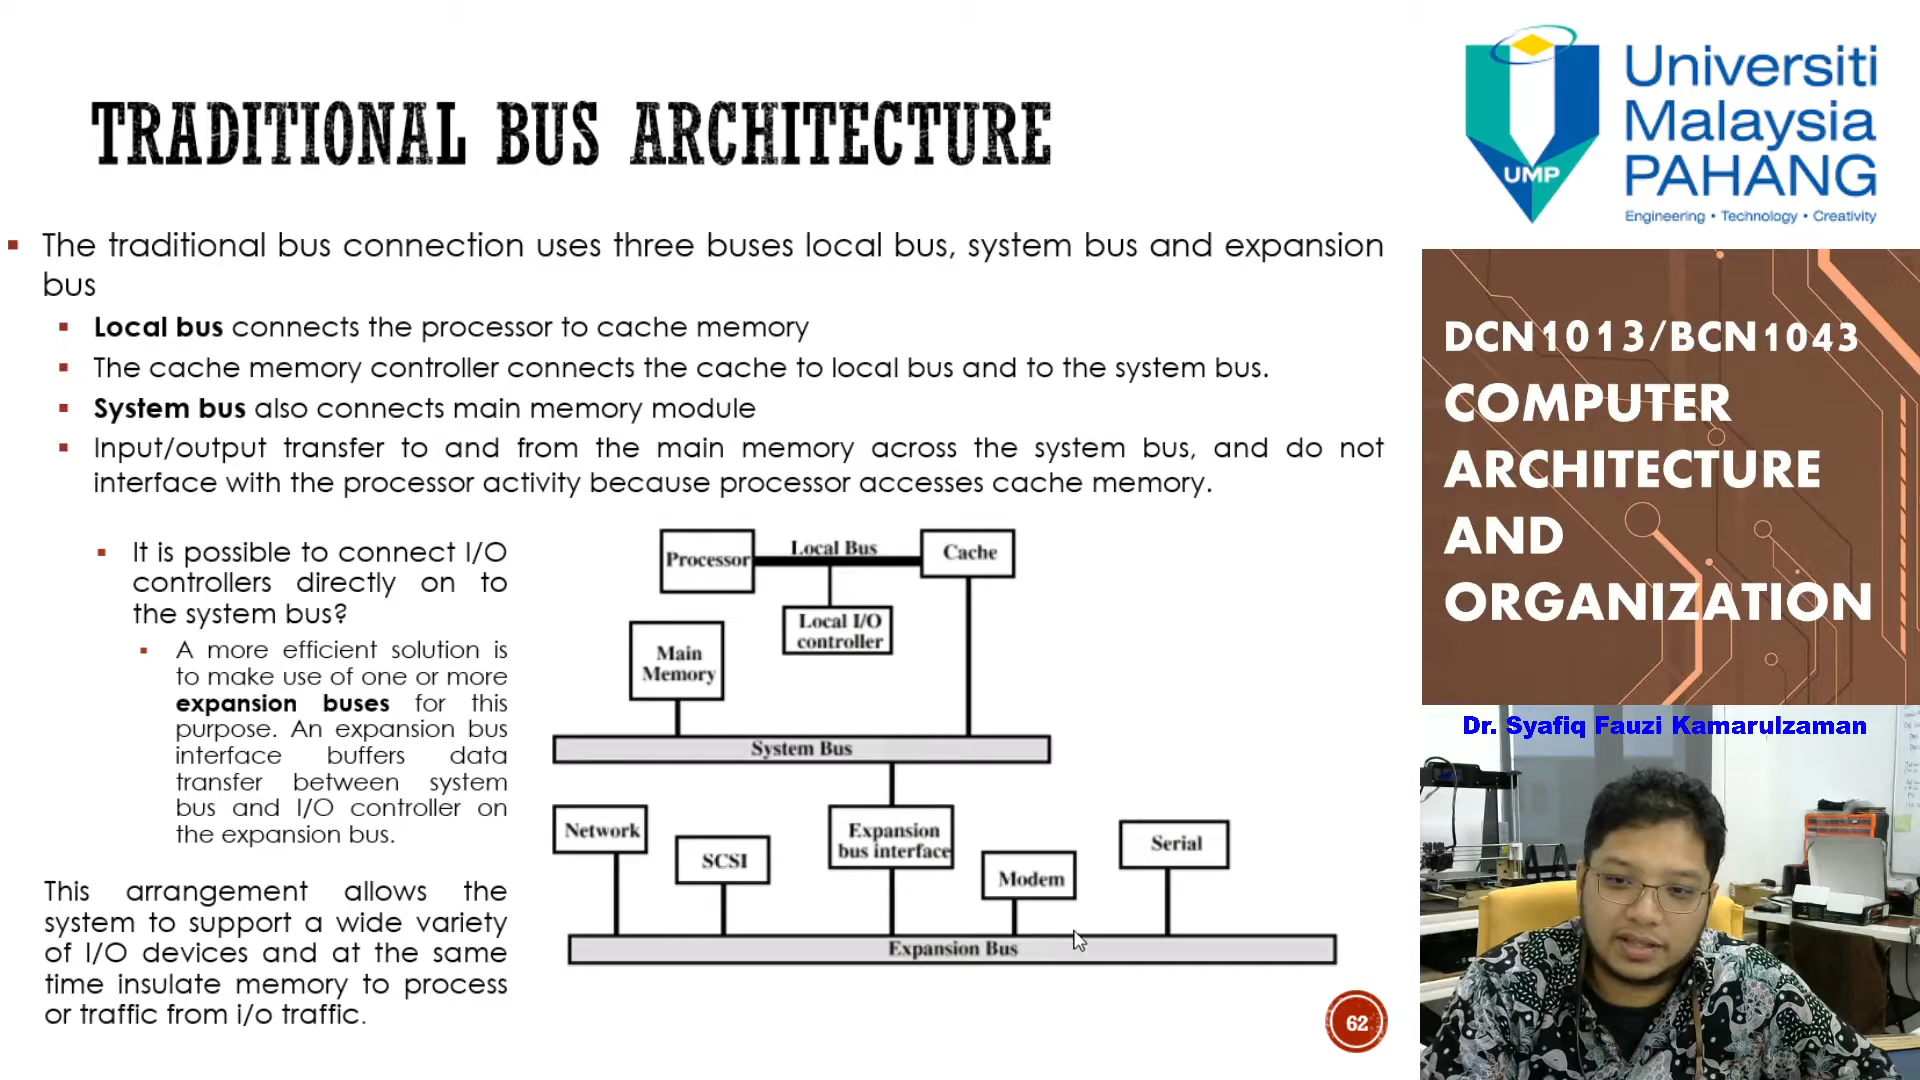 TRADITIONAL BUS ARCHITECTURE
▪ The traditional bus connection uses three buses local bus, system bus and expansion
bus
▪ Local bus connects the processor to cache memory
▪ The cache memory controller connects the cache to local bus and to the system bus.
▪ System bus also connects main memory module
▪ Input/output transfer to and from the main memory across the system bus, and do not
interface with the processor activity because processor accesses cache memory.
▪ It is possible to connect I/O
controllers directly on to
the system bus?
▪ A more efficient solution is
to make use of one or more
expansion buses for this
purpose. An expansion bus
interface buffers data
transfer between system
bus and I/O controller on
the expansion bus.
This arrangement allows the
system to support a wide variety
of I/O devices and at the same
time insulate memory to process
or traffic from i/o traffic.
Processor
Local Bus
Cache
Local I/O
controller
Main
Memory
System Bus
Network
SCSI
Expansion
bus interface
Modem
Serial
Expansion Bus
62
UMP
Universiti
Malaysia
PAHANG
Engineering • Technology • Creativity
DCN1013/BCN1043
COMPUTER
ARCHITECTURE
AND
ORGANIZATION
Dr. Syafiq Fauzi Kamarulzaman